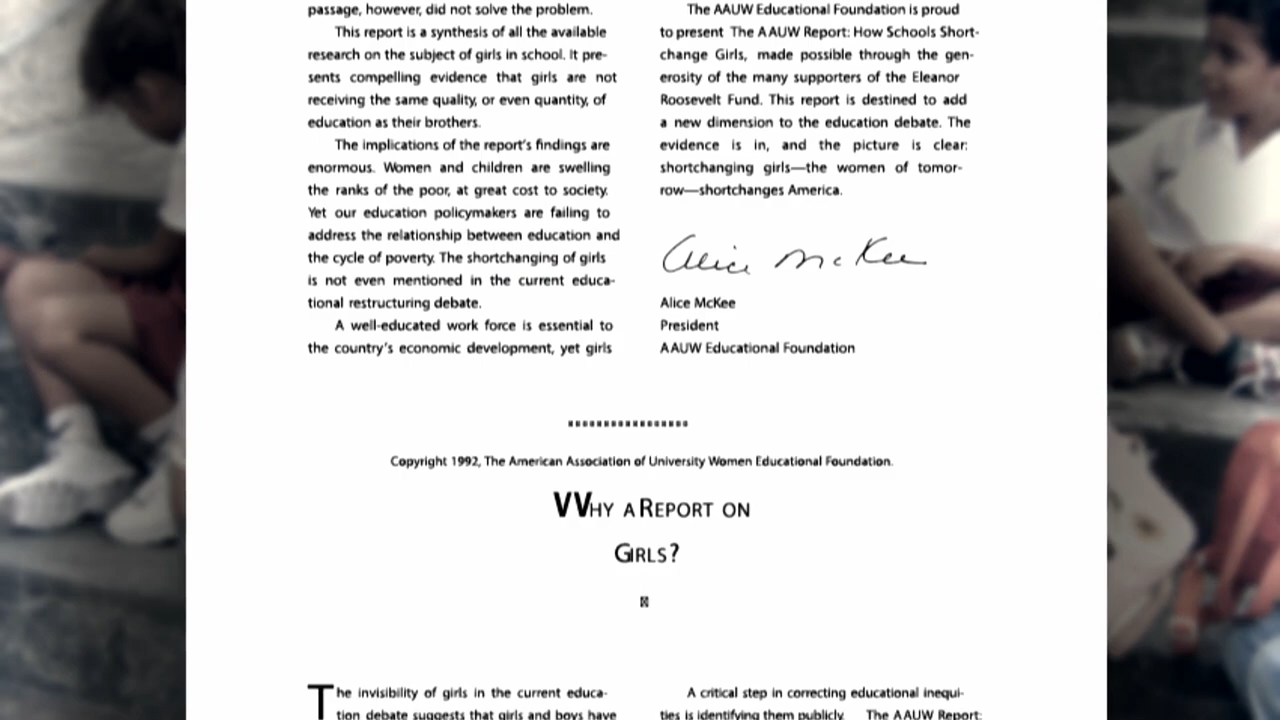 passage, however, did not solve the problem.
This report is a synthesis of all the available
research on the subject of girls in school. It pre-
sents compelling evidence that girls are not
receiving the same quality, or even quantity, of
education as their brothers.
The implications of the report's findings are
enormous. Women and children are swelling
the ranks of the poor, at great cost to society.
Yet our education policymakers are failing to
address the relationship between education and
the cycle of poverty. The shortchanging of girls
is not even mentioned in the current educa-
tional restructuring debate.
A well-educated work force is essential to
the country's economic development, yet girls
The AAUW Educational Foundation is proud
to present The AAUW Report: How Schools Short-
change Girls, made possible through the gen-
erosity of the many supporters of the Eleanor
Roosevelt Fund. This report is destined to add
a new dimension to the education debate. The
evidence is in, and the picture is clear:
shortchanging girls—the women of tomor-
row—shortchanges America.
Alice McKee
Alice McKee
President
AAUW Educational Foundation
Copyright 1992, The American Association of University Women Educational Foundation.
WHY A REPORT ON
GIRLS?
The invisibility of girls in the current educa-
tion debate suggests that girls and boys have
A critical step in correcting educational inequi-
ties is identifying them publicly. The AAUW Report: